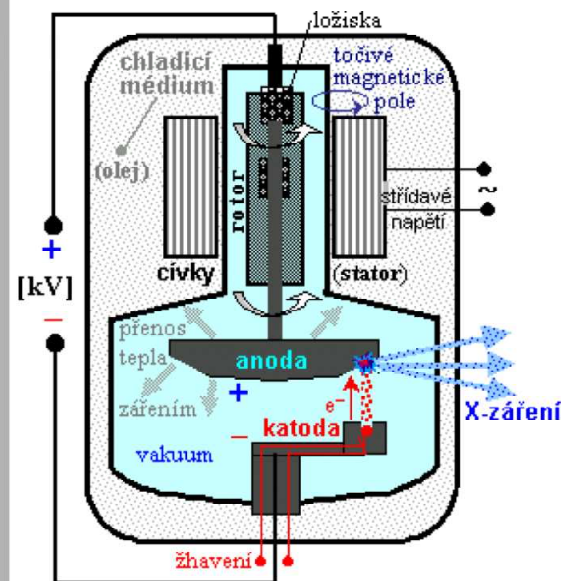 ložiska
chladicí
médium
(olej)
točivé
magnetické
pole
rotor
střídavé
napětí
~
cívky
(stator)
+
[kV]
−
přenos
tepla
zářením
anoda
+
e⁻
X-záření
− katoda
vakuum
žhavení